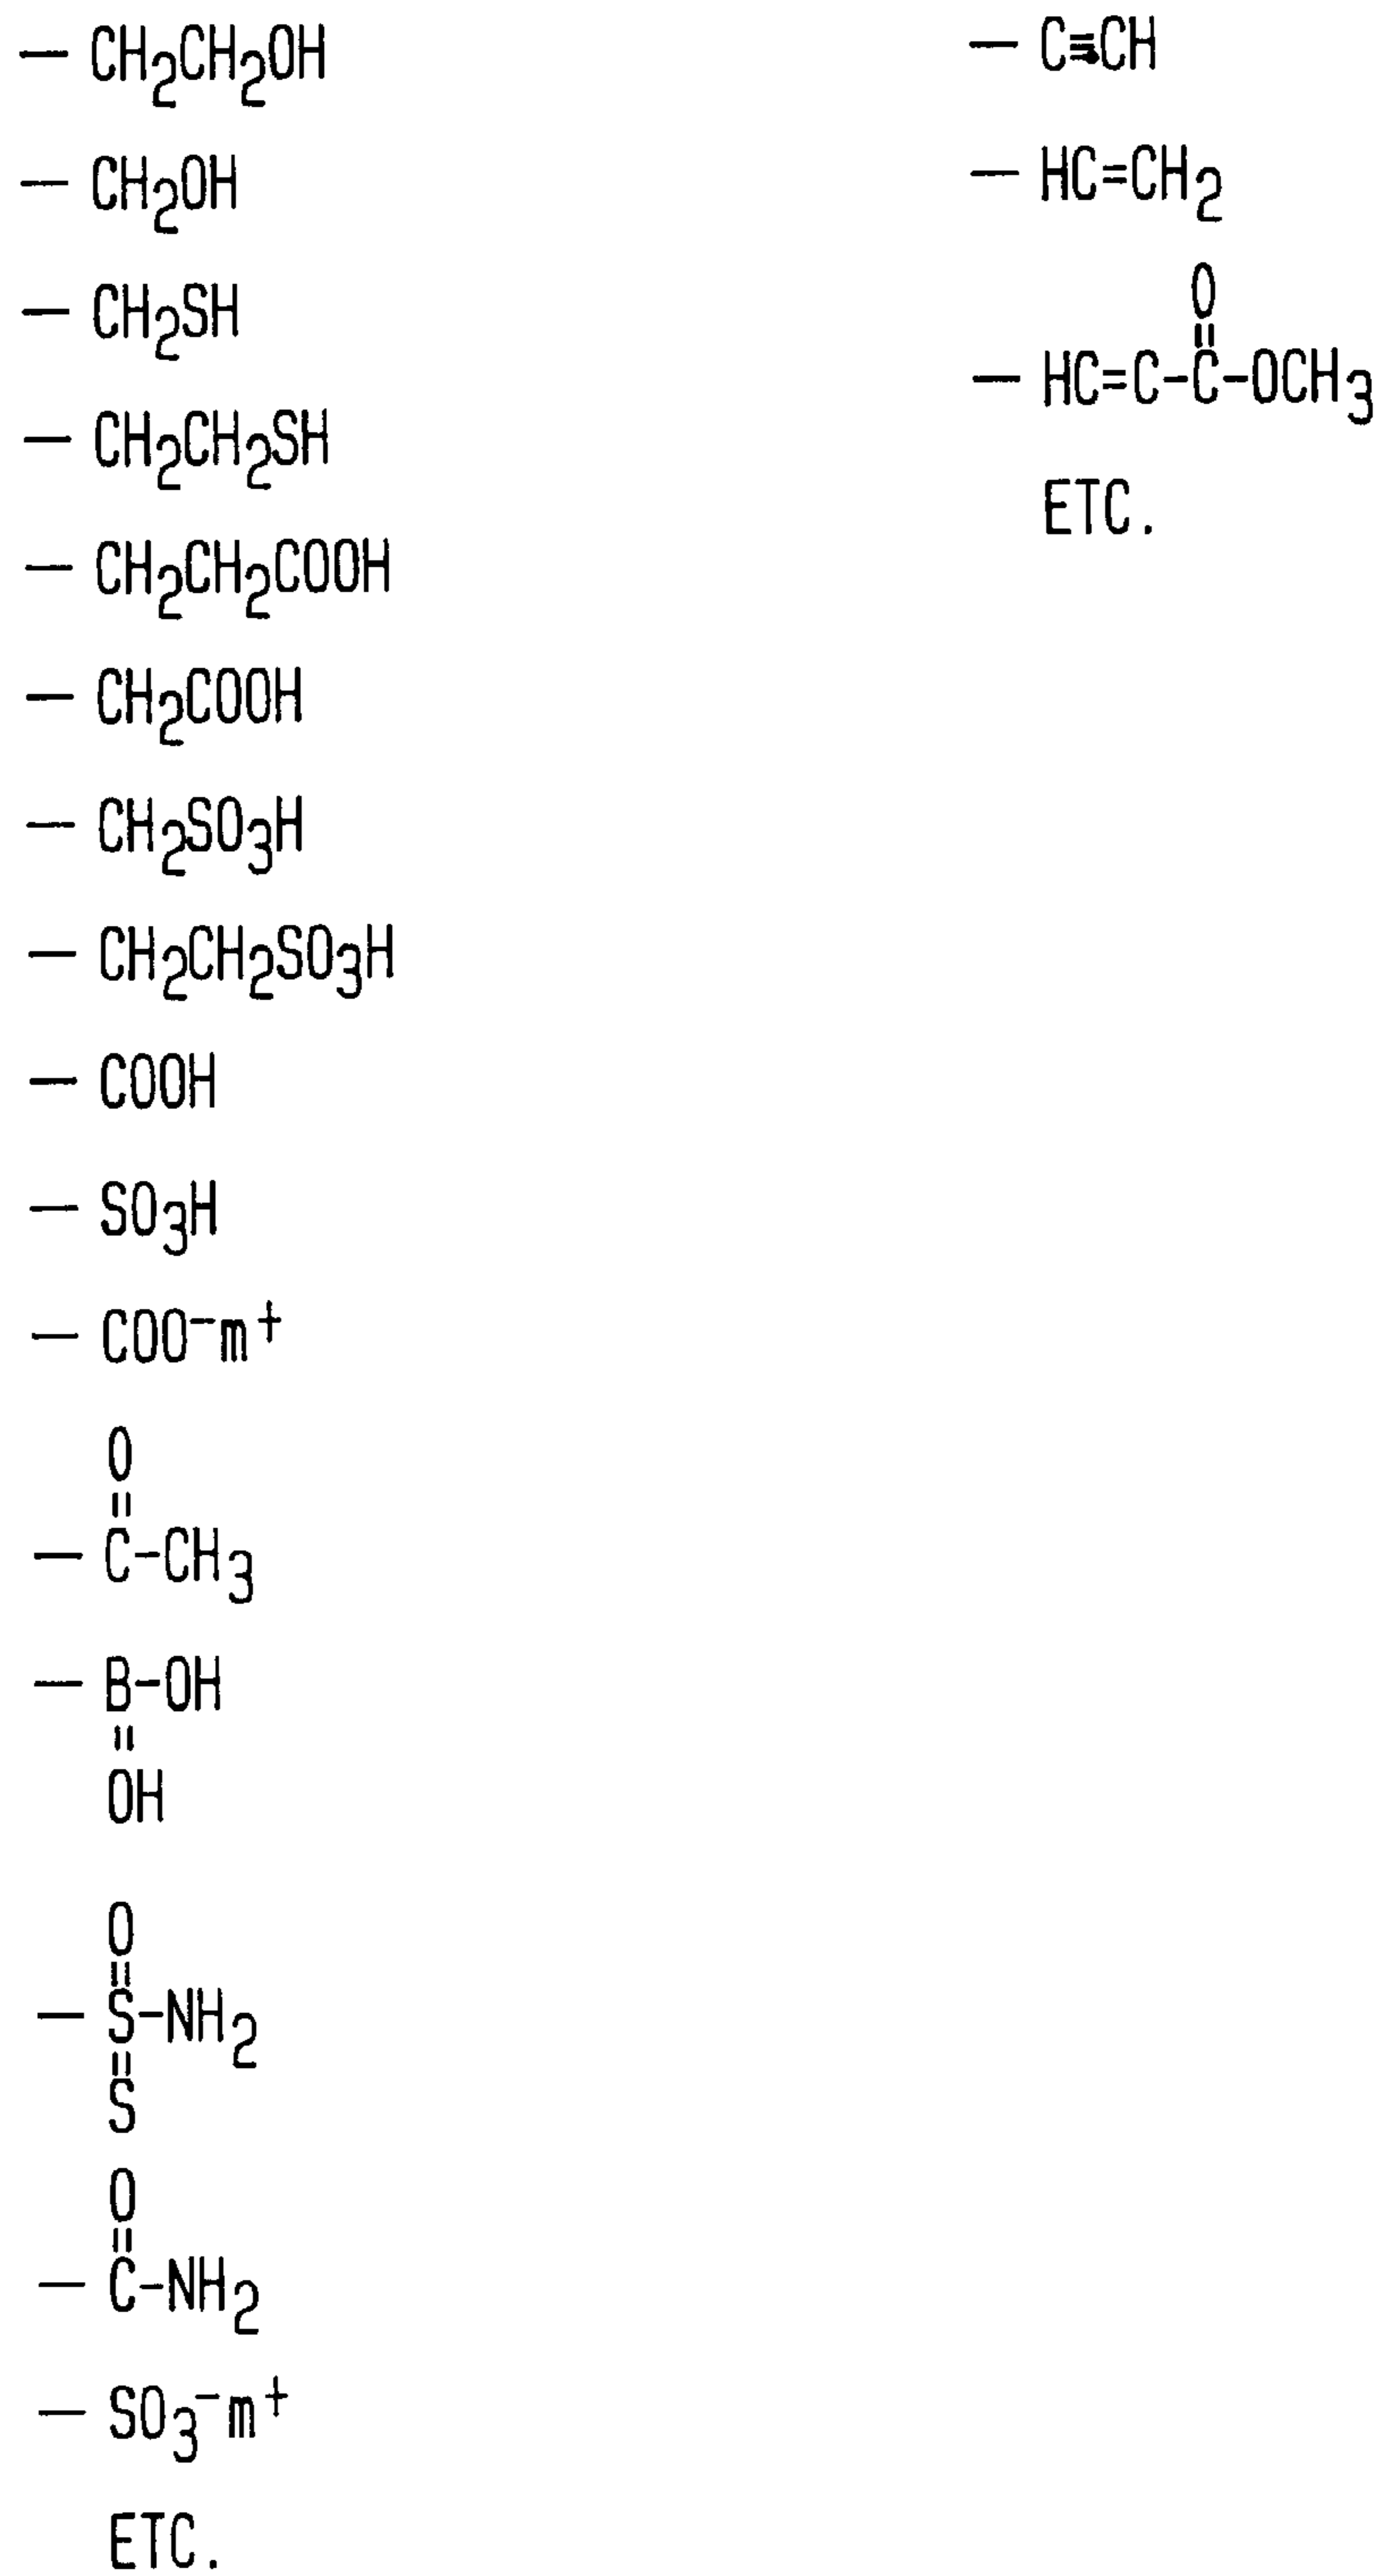 — CH₂CH₂OH
— CH₂OH
— CH₂SH
— CH₂CH₂SH
— CH₂CH₂COOH
— CH₂COOH
— CH₂SO₃H
— CH₂CH₂SO₃H
— COOH
— SO₃H
— COO⁻m⁺
O
=
— C-CH₃
— B-OH
=
OH
O
=
— S-NH₂
=
S
O
=
— C-NH₂
— SO₃⁻m⁺
ETC.
— C≡CH
— HC=CH₂
O
=
— HC=C-C-OCH₃
ETC.